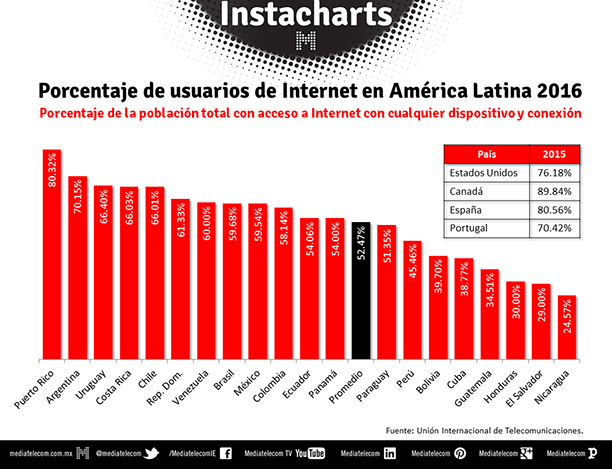 Instacharts
Porcentaje de usuarios de Internet en América Latina 2016
Porcentaje de la población total con acceso a Internet con cualquier dispositivo y conexión
País 2015
Estados Unidos 76.18%
Canadá 89.84%
España 80.56%
Portugal 70.42%
80.32%
70.15%
66.40%
66.03%
66.01%
61.33%
60.00%
59.68%
59.54%
58.14%
54.06%
54.00%
52.47%
51.35%
45.46%
39.70%
38.77%
34.51%
30.00%
29.00%
24.57%
Puerto Rico
Argentina
Uruguay
Costa Rica
Chile
Rep. Dom.
Venezuela
Brasil
México
Colombia
Ecuador
Panamá
Promedio
Paraguay
Perú
Bolivia
Cuba
Guatemala
Honduras
El Salvador
Nicaragua
Fuente: Unión Internacional de Telecomunicaciones.
mediatelecom.com.mx @mediatelecom /MediatelecomIE Mediatelecom TV YouTube Mediatelecom Mediatelecom Mediatelecom Mediatelecom